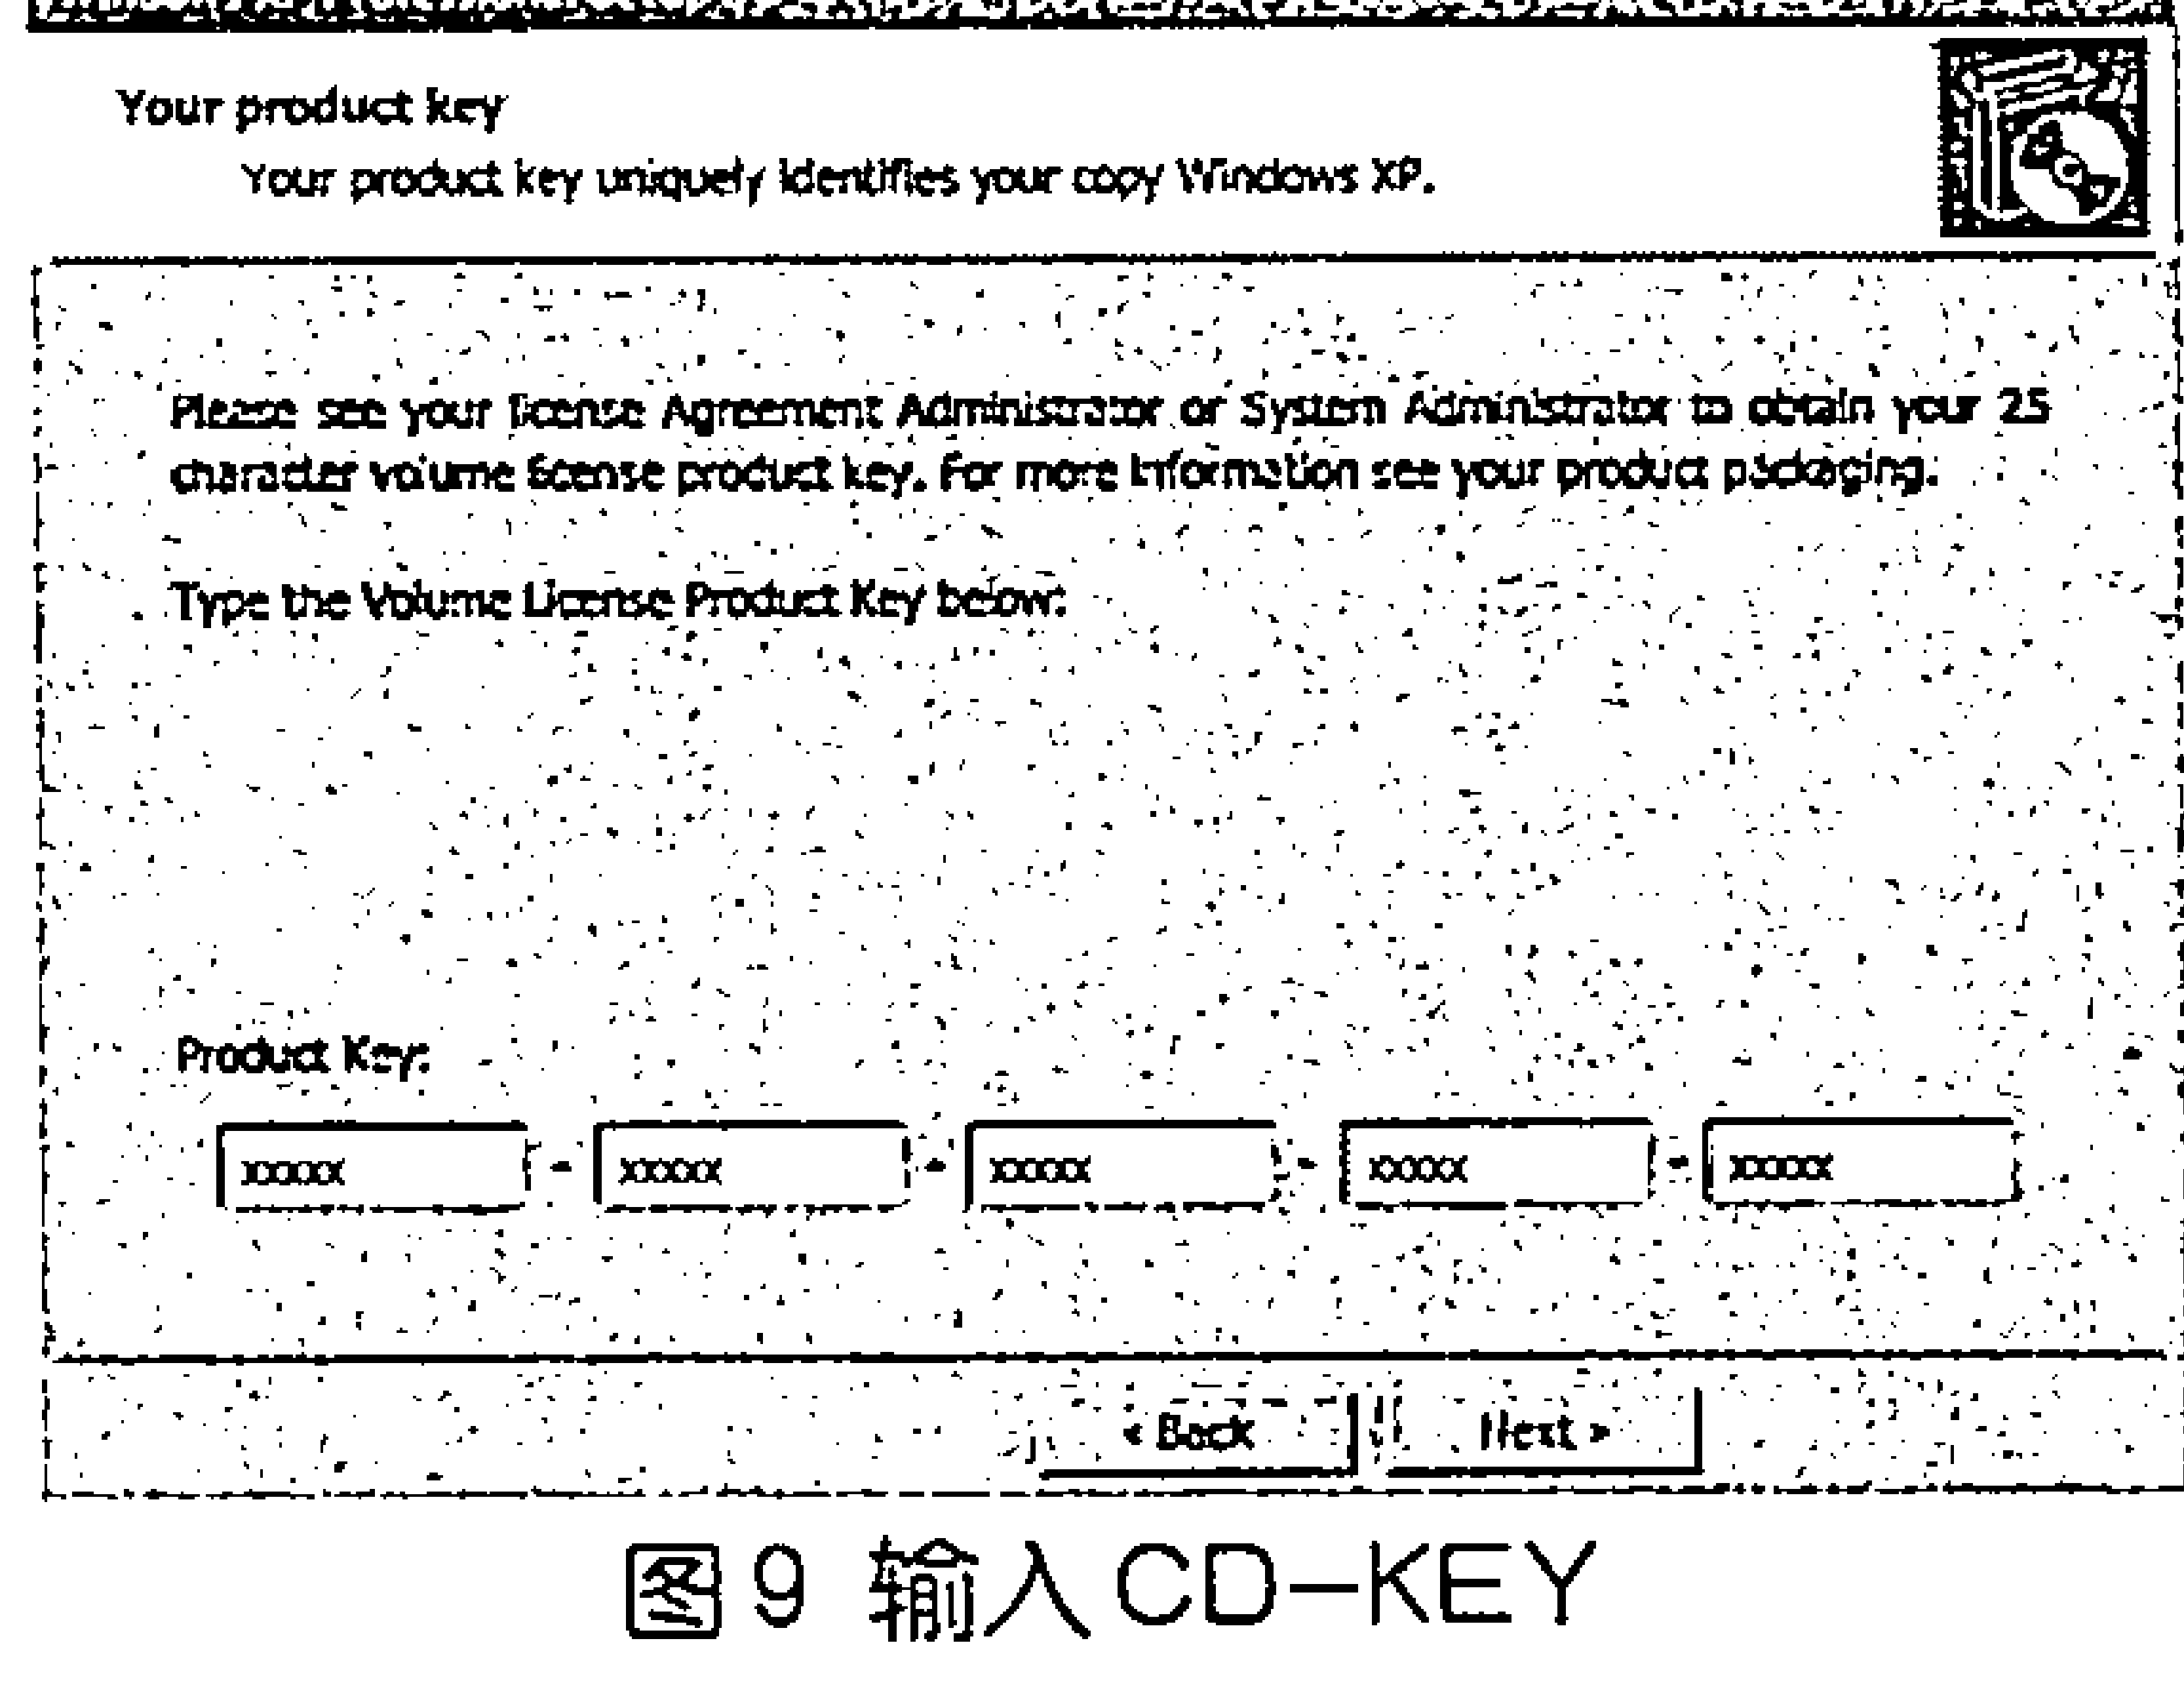 Your product key
Your product key uniquely identifies your copy Windows XP.
Please see your license Agreement Administrator or System Administrator to obtain your 25
character volume license product key. For more information see your product packaging.
Type the Volume License Product Key below:
Product Key:
xxxxx - xxxxx - xxxxx - xxxxx - xxxxx
< Back Next >
图9 输入CD-KEY